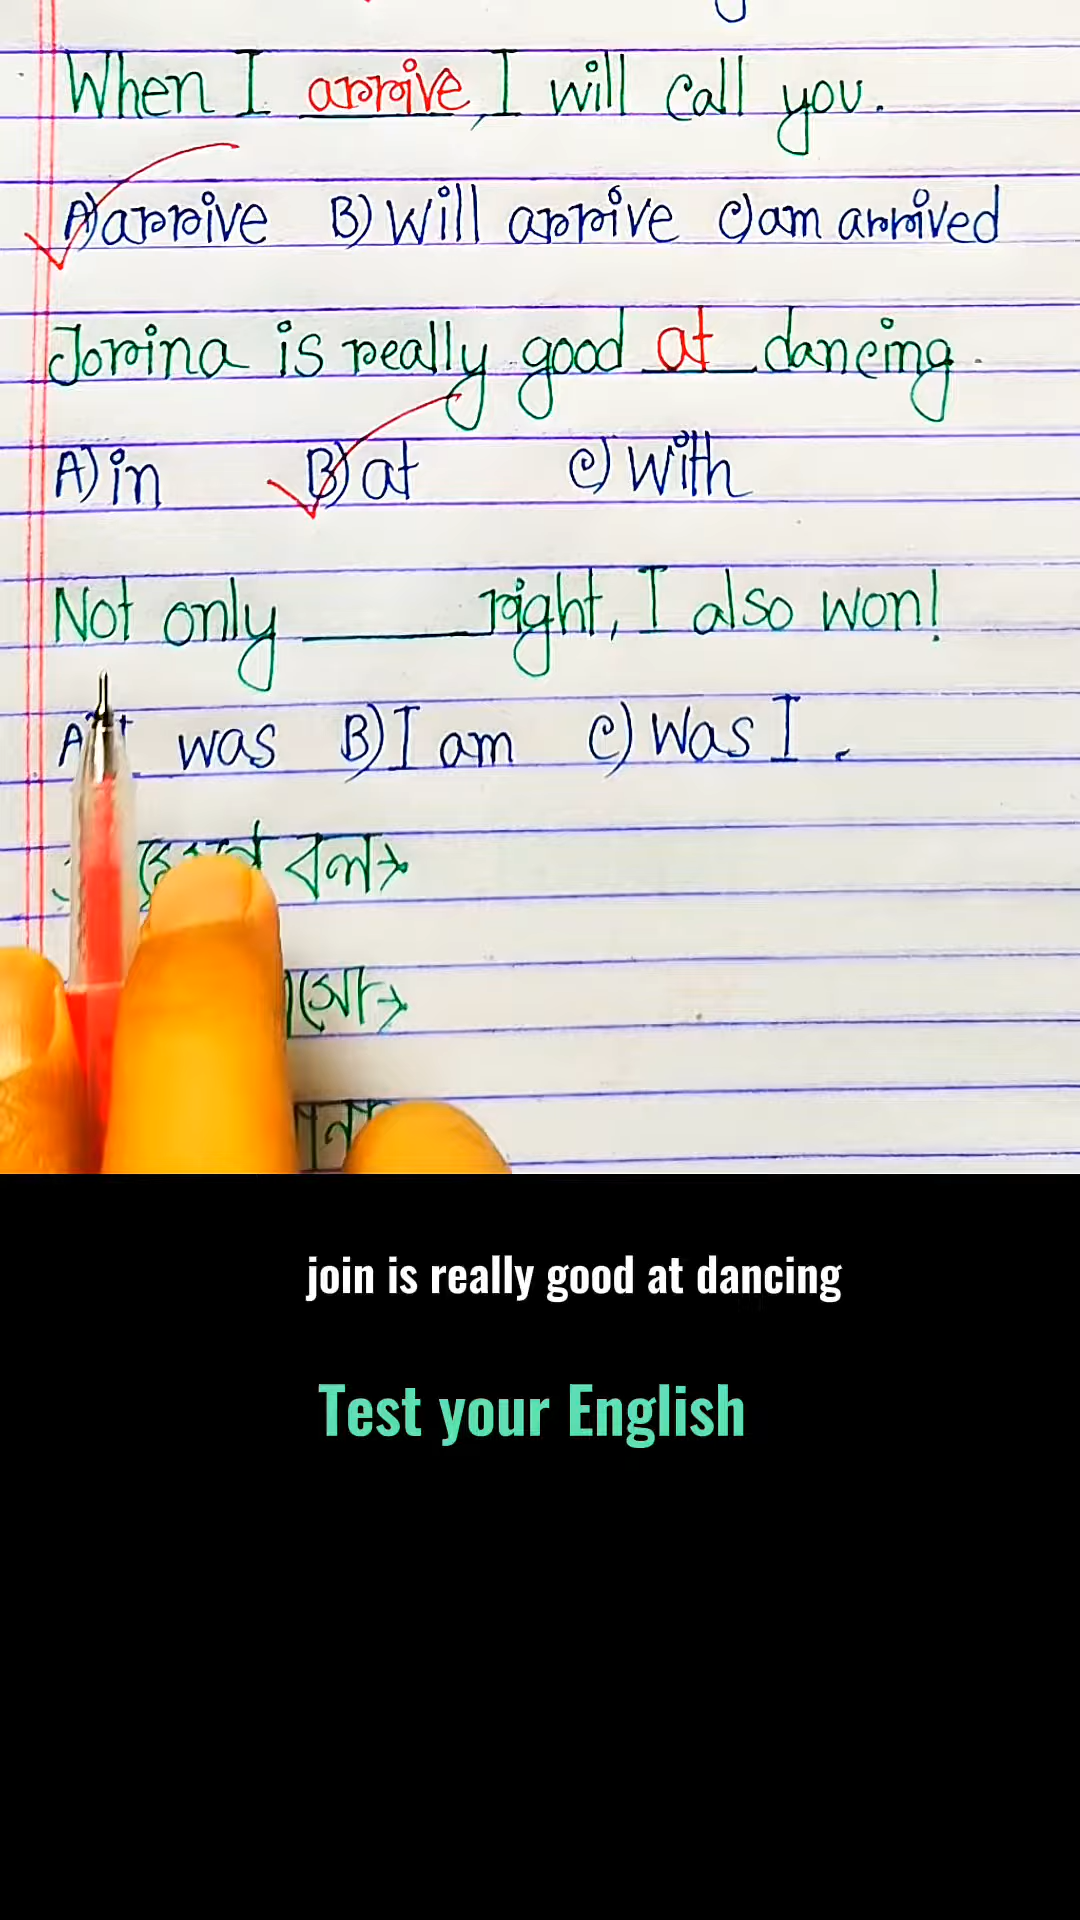 When I arrive, I will call you.
A) arrive B) Will arrive C) am arrived
Jorina is really good at dancing.
A) in B) at C) with
Not only ______ right, I also won!
A) was B) I am C) Was I.
বল→
 join is really good at dancing
Test your English